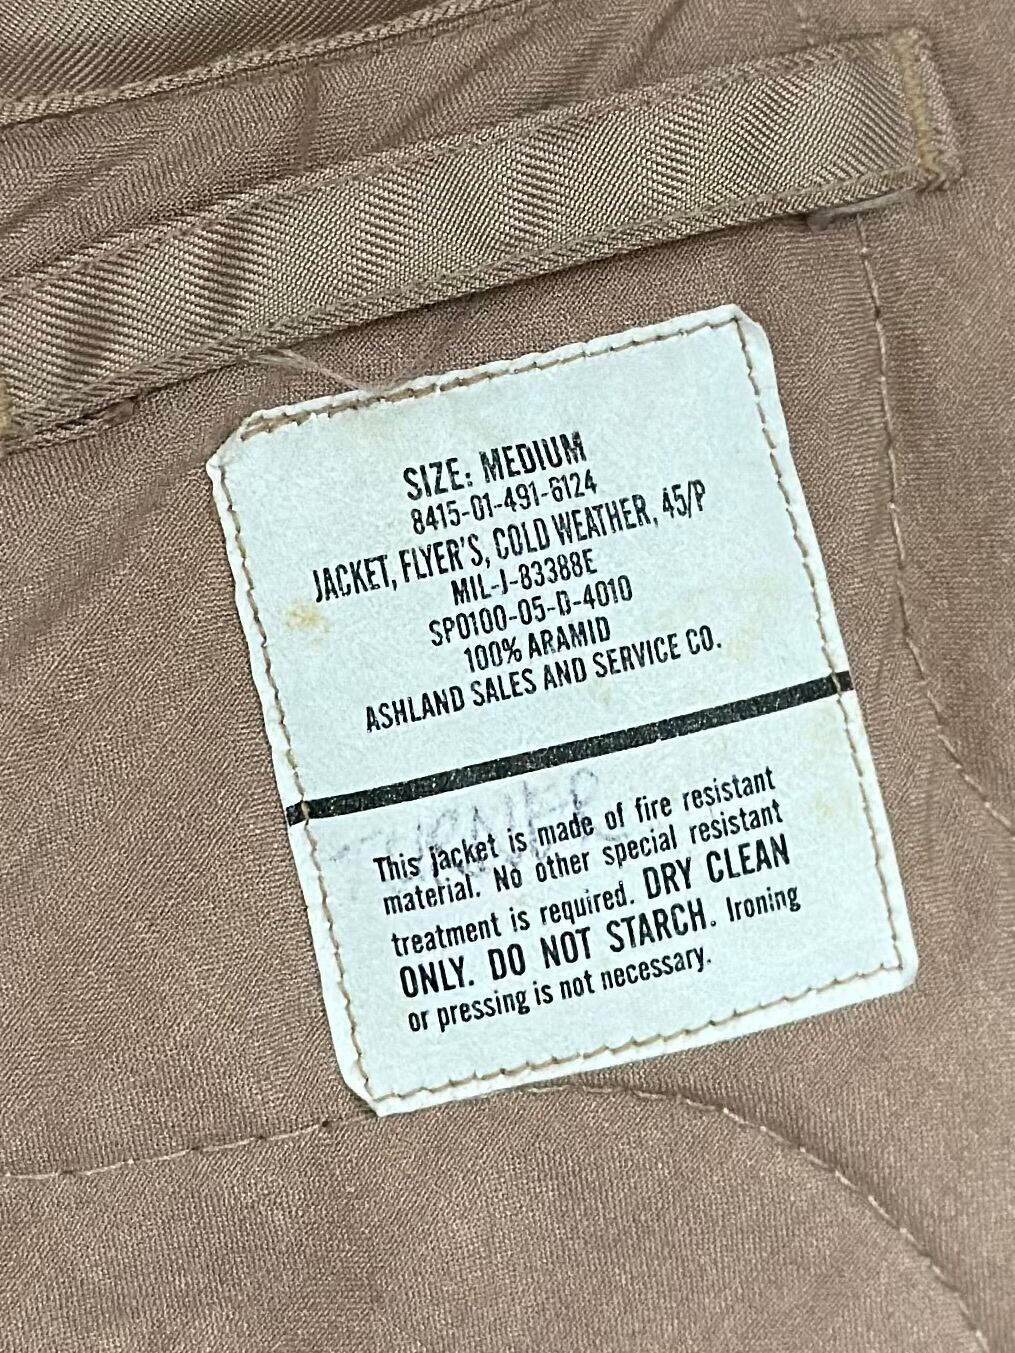 SIZE: MEDIUM
8415-01-491-6124
JACKET, FLYER'S, COLD WEATHER, 45/P
MIL-J-83388E
SP0100-05-D-4010
100% ARAMID
ASHLAND SALES AND SERVICE CO.
TURNER
This jacket is made of fire resistant
material. No other special resistant
treatment is required. DRY CLEAN
ONLY. DO NOT STARCH. Ironing
or pressing is not necessary.